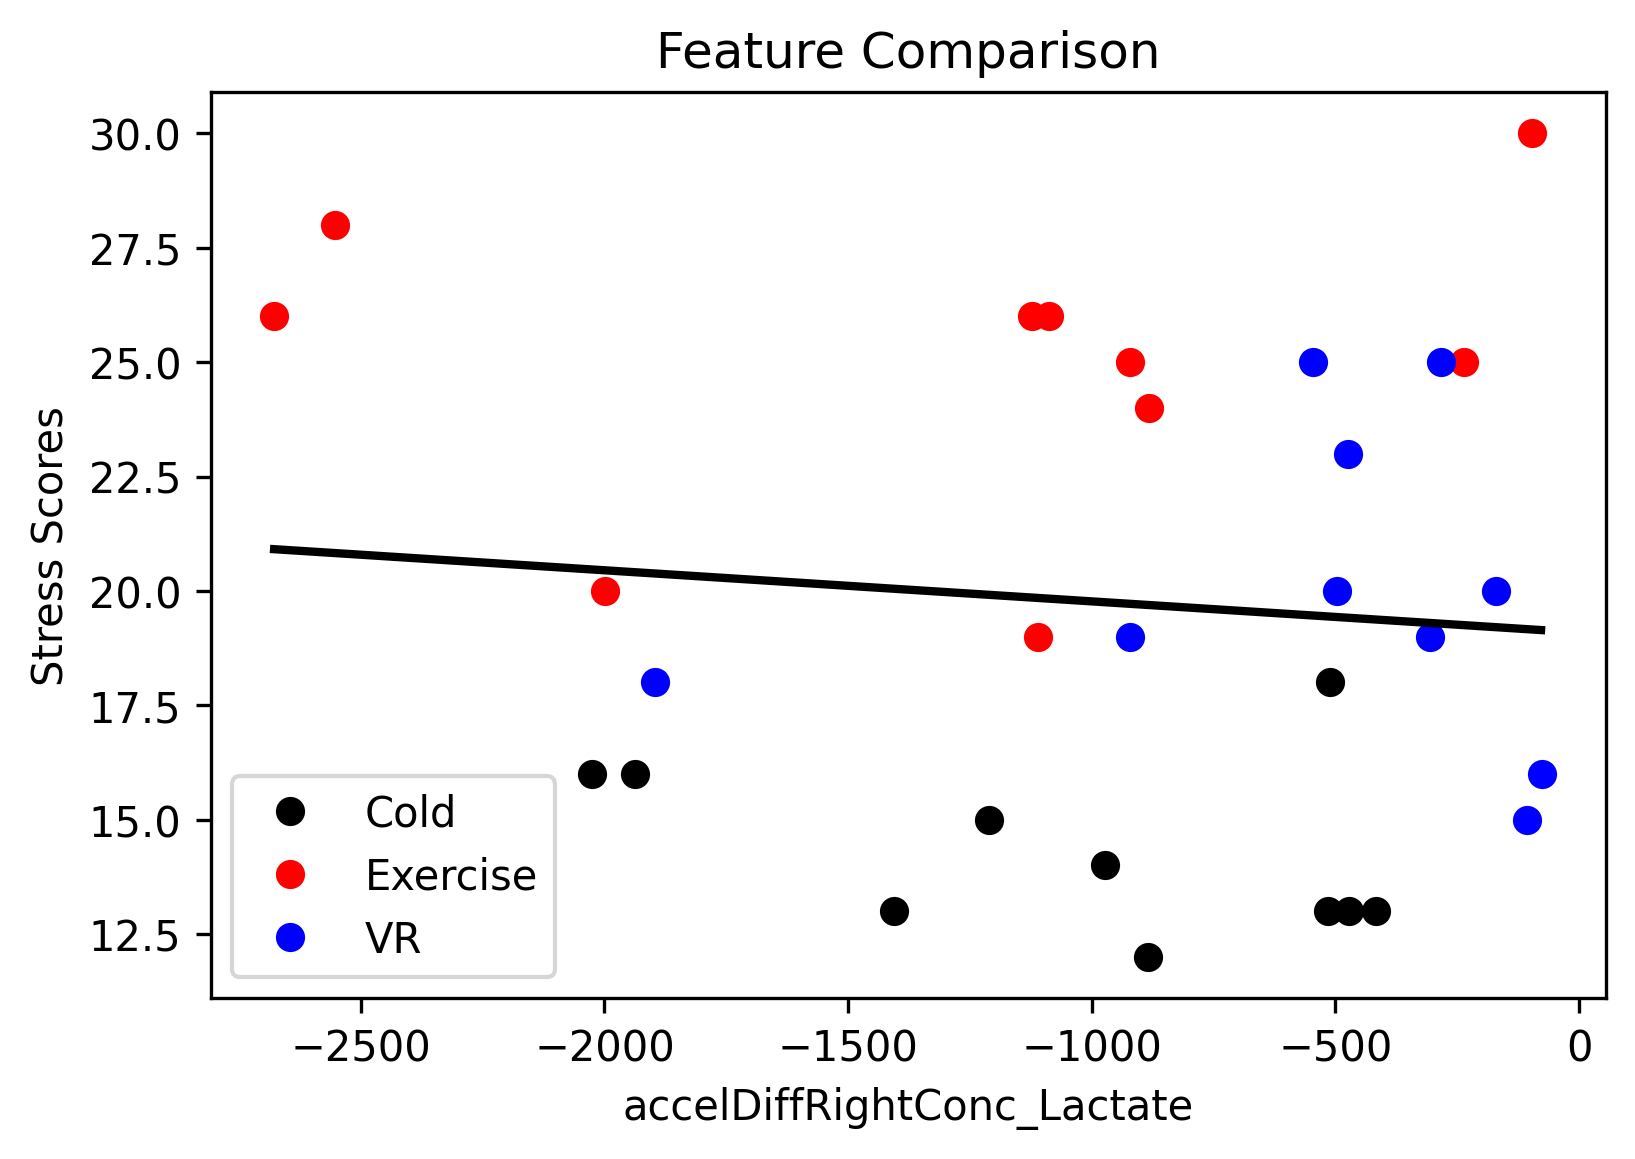 Feature Comparison
30.0
27.5
25.0
22.5
20.0
17.5
15.0
12.5
Stress Scores
Cold
Exercise
VR
−2500 −2000 −1500 −1000 −500 0
accelDiffRightConc_Lactate